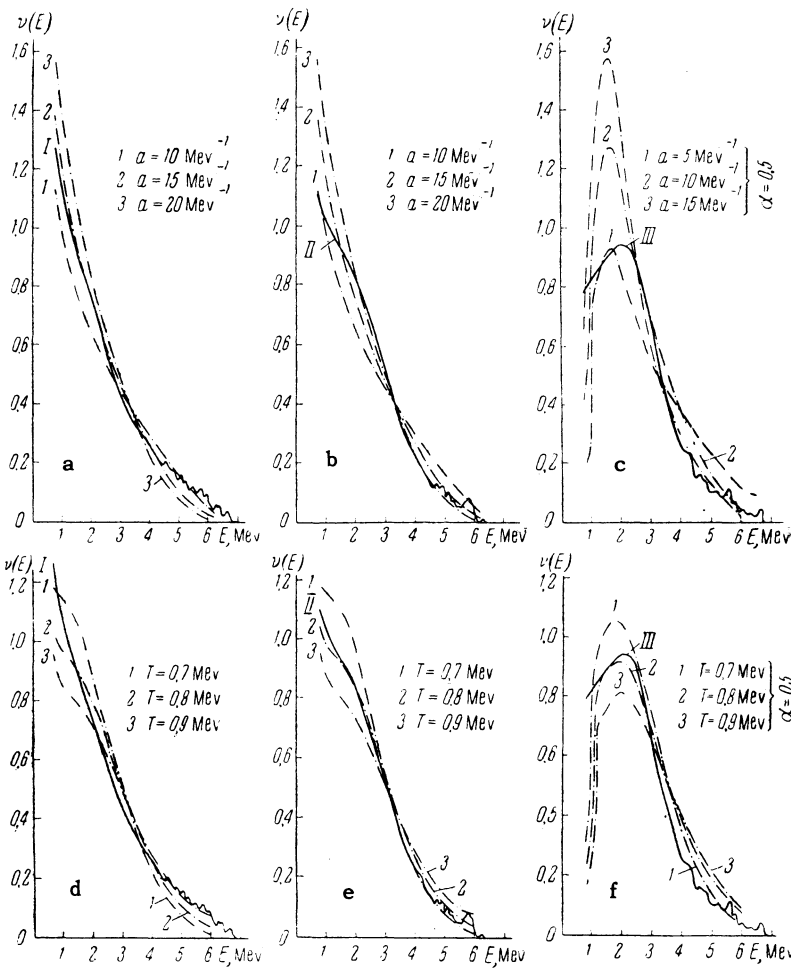 ν(E)
1,6
1,4
1,2
1,0
0,8
0,6
0,4
0,2
0
3
2
I
1
1 a = 10 Mev⁻¹
2 a = 15 Mev⁻¹
3 a = 20 Mev⁻¹
a
3
1 2 3 4 5 6 E, Mev
ν(E)
1,6
1,4
1,2
1,0
0,8
0,6
0,4
0,2
0
3
2
1
II
1 a = 10 Mev⁻¹
2 a = 15 Mev⁻¹
3 a = 20 Mev⁻¹
b
1 2 3 4 5 6 E, Mev
ν(E)
1,6
1,4
1,2
1,0
0,8
0,6
0,4
0,2
0
3
2
1
III
1 a = 5 Mev⁻¹
2 a = 10 Mev⁻¹
3 a = 15 Mev⁻¹
α = 0,5
c
2
1 2 3 4 5 6 E, Mev
ν(E)
1,2
1,0
0,8
0,6
0,4
0,2
0
I
1
2
3
1 T = 0,7 Mev
2 T = 0,8 Mev
3 T = 0,9 Mev
d
1
2
1 2 3 4 5 6 E, Mev
ν(E)
1,2
1,0
0,8
0,6
0,4
0,2
0
1
II
2
3
1 T = 0,7 Mev
2 T = 0,8 Mev
3 T = 0,9 Mev
e
3
2
1 2 3 4 5 6 E, Mev
ν(E)
1,2
1,0
0,8
0,6
0,5
0,2
0
1
III
2
3
1 T = 0,7 Mev
2 T = 0,8 Mev
3 T = 0,9 Mev
α = 0,5
f
1
3
1 2 3 4 5 6 E, Mev